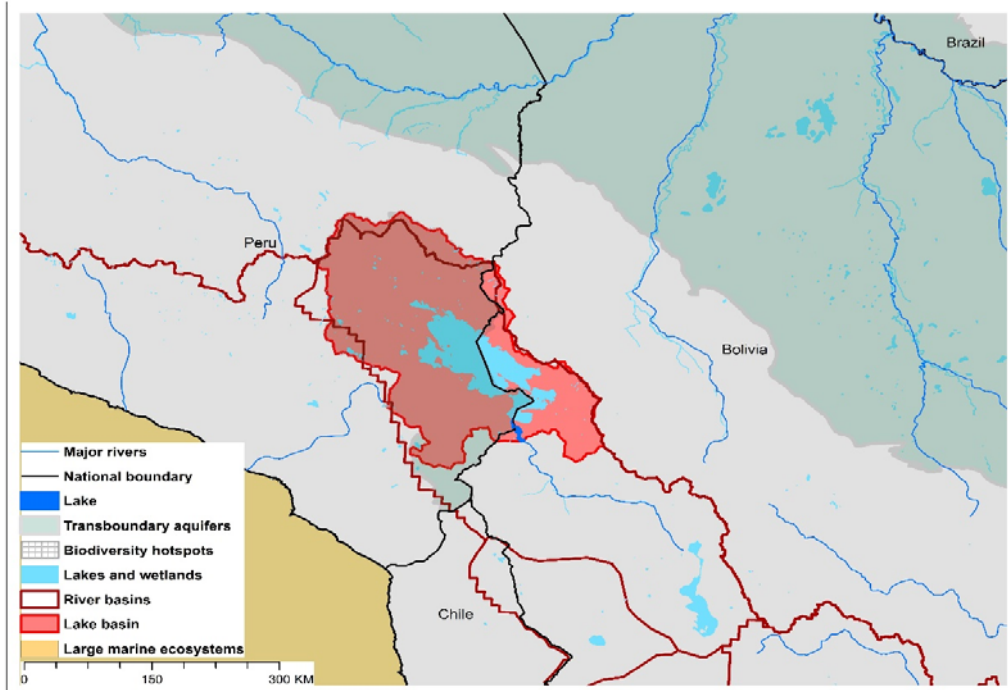 Brazil
Peru
Bolivia
Chile
Major rivers
National boundary
Lake
Transboundary aquifers
Biodiversity hotspots
Lakes and wetlands
River basins
Lake basin
Large marine ecosystems
0 150 300 KM